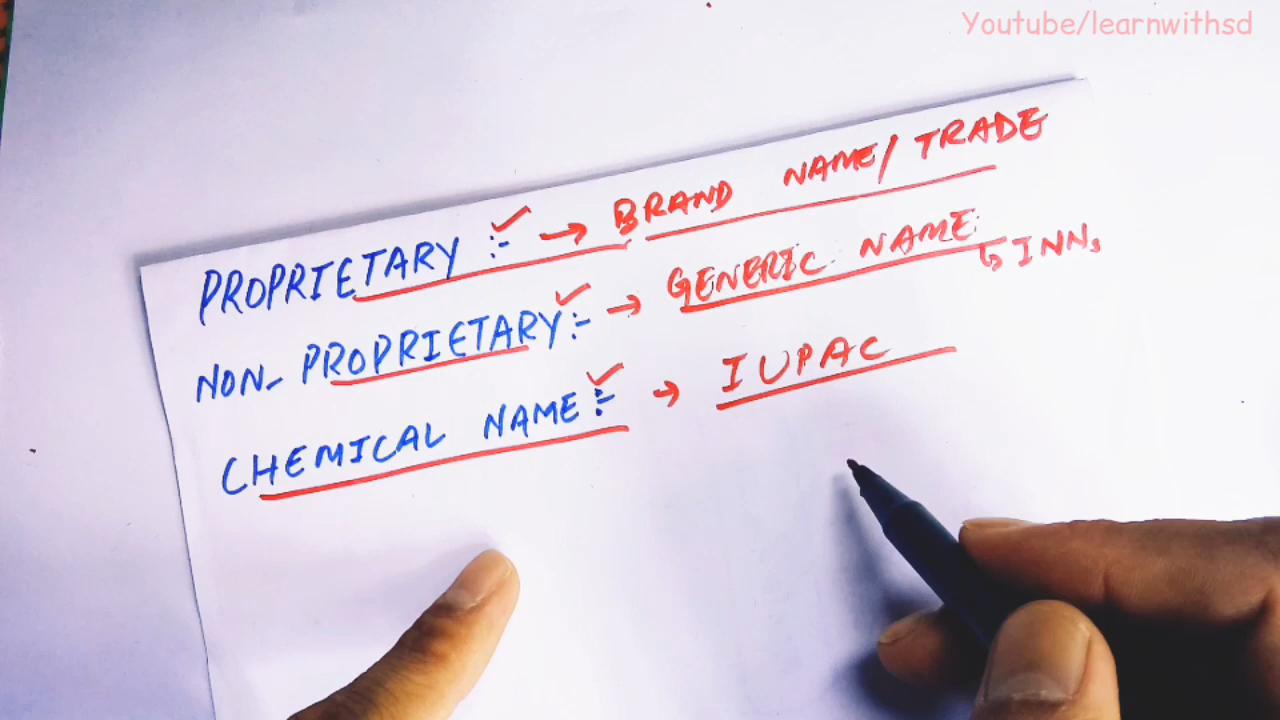 Youtube/learnwithsd
PROPRIETARY :- → BRAND NAME/TRADE
NON-PROPRIETARY :- → GENERIC NAME
↳ INN.
CHEMICAL NAME :- → IUPAC